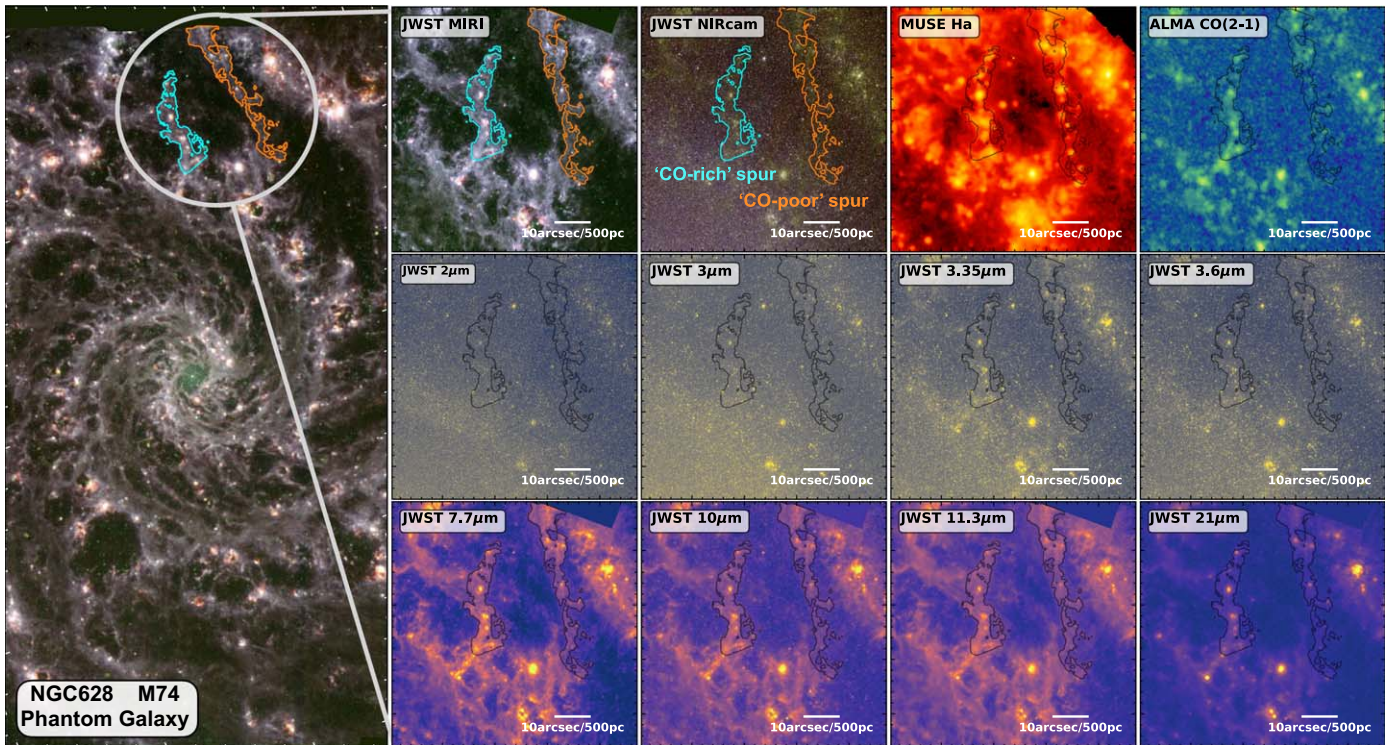 NGC628 M74
Phantom Galaxy
JWST MIRI
10arcsec/500pc
JWST NIRcam
'CO-rich' spur
'CO-poor' spur
10arcsec/500pc
MUSE Ha
10arcsec/500pc
ALMA CO(2-1)
10arcsec/500pc
JWST 2μm
10arcsec/500pc
JWST 3μm
10arcsec/500pc
JWST 3.35μm
10arcsec/500pc
JWST 3.6μm
10arcsec/500pc
JWST 7.7μm
10arcsec/500pc
JWST 10μm
10arcsec/500pc
JWST 11.3μm
10arcsec/500pc
JWST 21μm
10arcsec/500pc